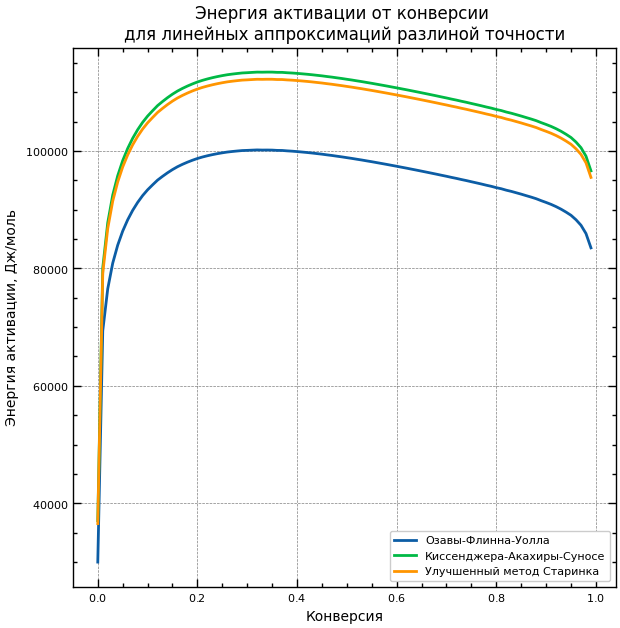 Энергия активации от конверсии
для линейных аппроксимаций разлиной точности
Энергия активации, Дж/моль
100000
80000
60000
40000
0.0
0.2
0.4
0.6
0.8
1.0
Конверсия
Озавы-Флинна-Уолла
Киссенджера-Акахиры-Суносе
Улучшенный метод Старинка